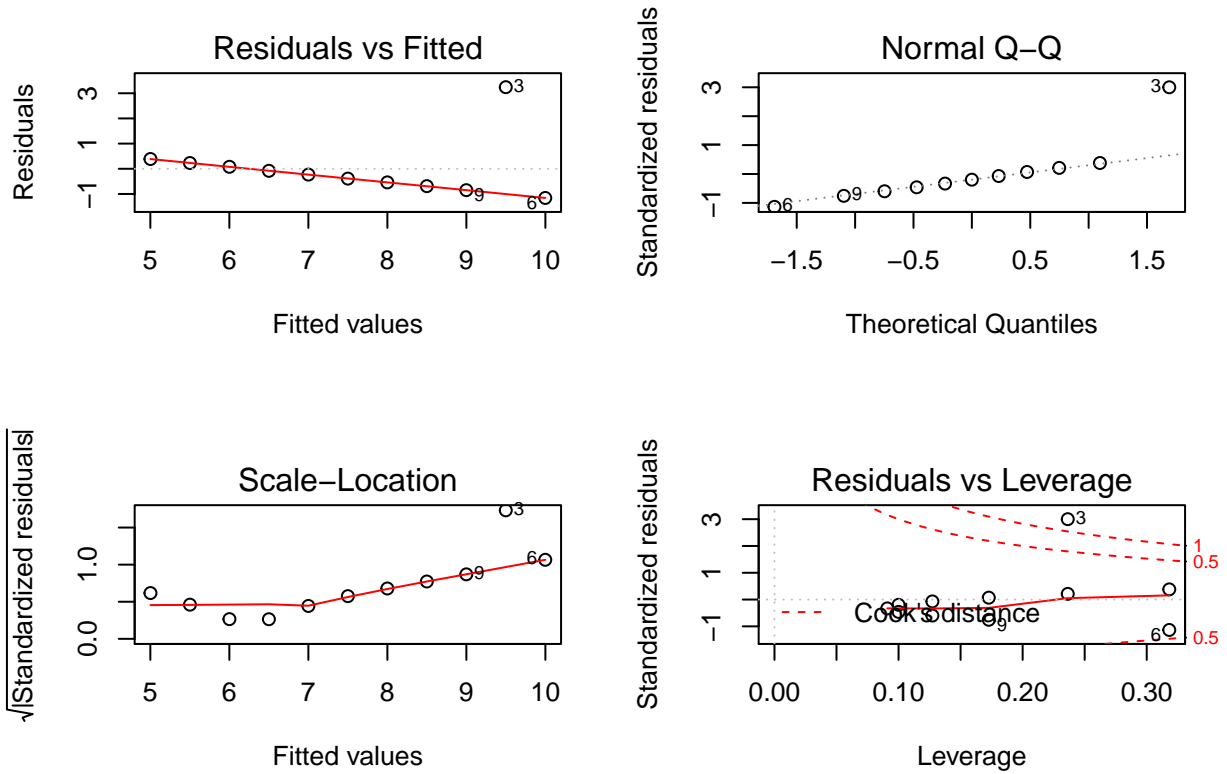 Residuals vs Fitted
Residuals
3
1
−1
3
9
6
5 6 7 8 9 10
Fitted values
Normal Q−Q
Standardized residuals
3
1
−1
3
9
6
−1.5 −0.5 0.5 1.5
Theoretical Quantiles
Scale−Location
√|Standardized residuals|
1.0
0.0
3
6
9
5 6 7 8 9 10
Fitted values
Residuals vs Leverage
Standardized residuals
3
1
−1
3
1
0.5
Cook's distance
9
6
0.5
0.00 0.10 0.20 0.30
Leverage